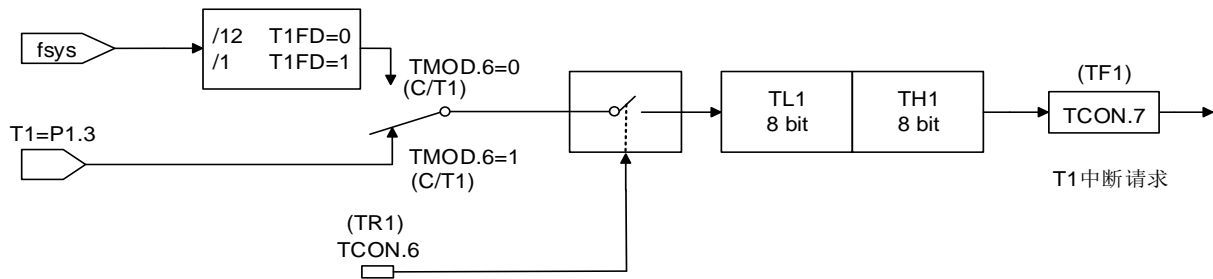 fsys
/12 T1FD=0
/1 T1FD=1
TMOD.6=0
(C/T1)
T1=P1.3
TMOD.6=1
(C/T1)
(TR1)
TCON.6
TL1
8 bit
TH1
8 bit
(TF1)
TCON.7
T1中断请求